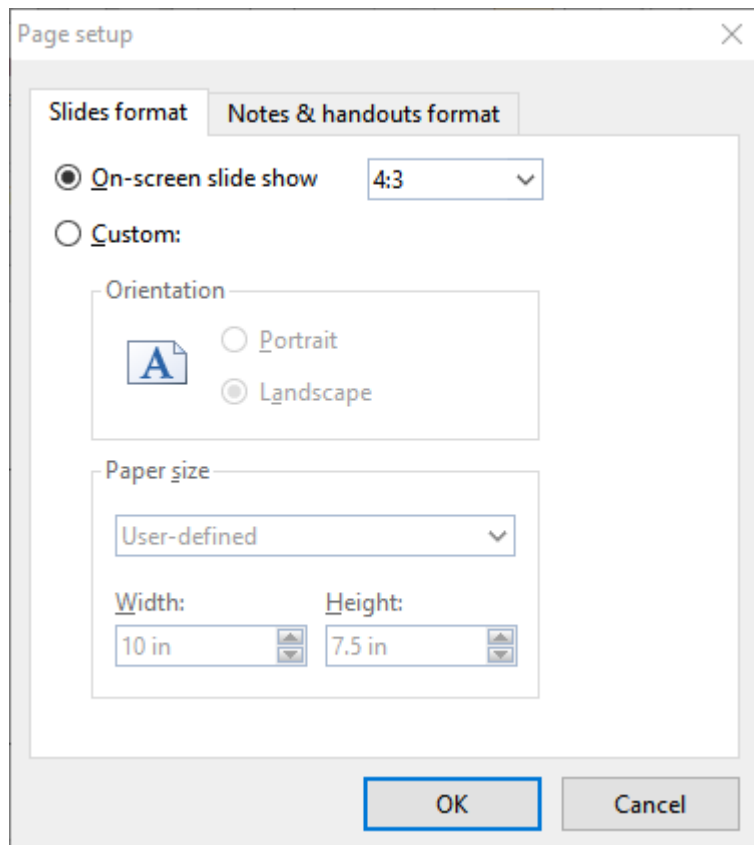 Page setup
Slides format Notes & handouts format
On-screen slide show 4:3
Custom:
Orientation
A
Portrait
Landscape
Paper size
User-defined
Width: Height:
10 in 7.5 in
OK Cancel